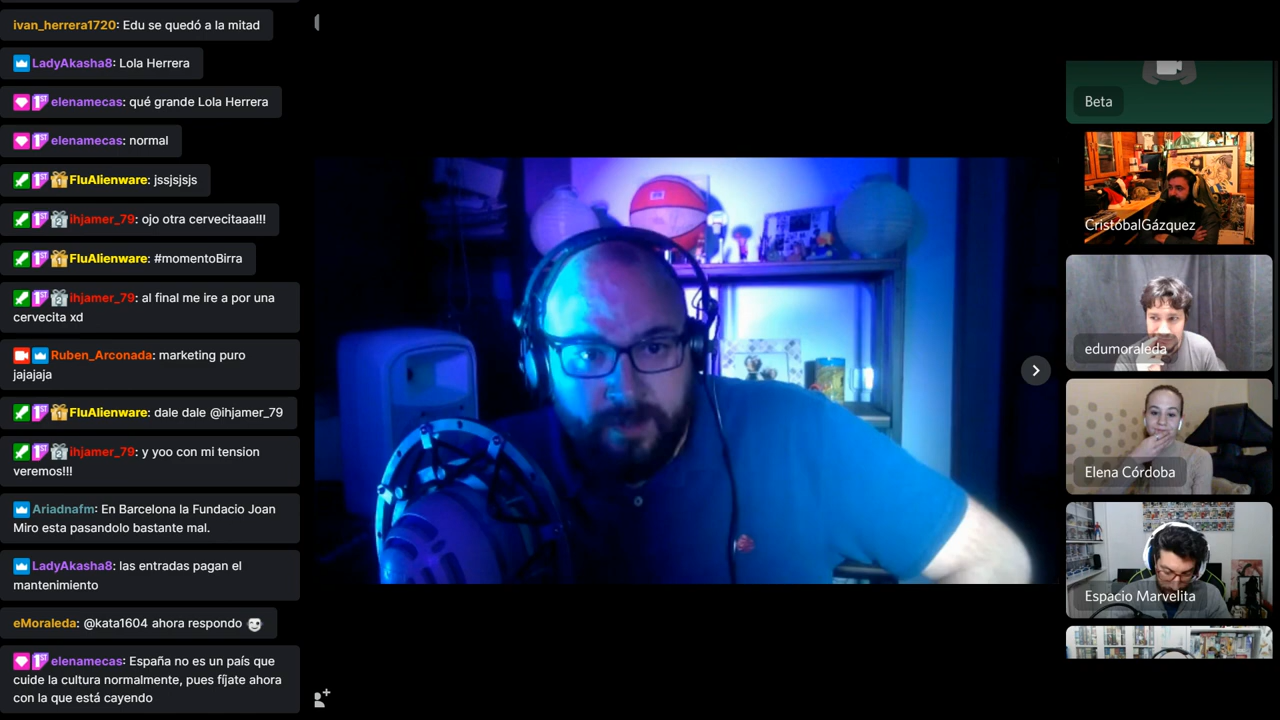 ivan_herrera1720: Edu se quedó a la mitad
LadyAkasha8: Lola Herrera
elenamecas: qué grande Lola Herrera
elenamecas: normal
FluAlienware: jssjsjsjs
ihjamer_79: ojo otra cervecitaaa!!!
FluAlienware: #momentoBirra
ihjamer_79: al final me ire a por una
cervecita xd
Ruben_Arconada: marketing puro
jajajaja
FluAlienware: dale dale @ihjamer_79
ihjamer_79: y yoo con mi tension
veremos!!!
Ariadnafm: En Barcelona la Fundacio Joan
Miro esta pasandolo bastante mal.
LadyAkasha8: las entradas pagan el
mantenimiento
eMoraleda: @kata1604 ahora respondo
elenamecas: España no es un país que
cuide la cultura normalmente, pues fíjate ahora
con la que está cayendo
Beta
CristóbalGázquez
edumoraleda
Elena Córdoba
Espacio Marvelita